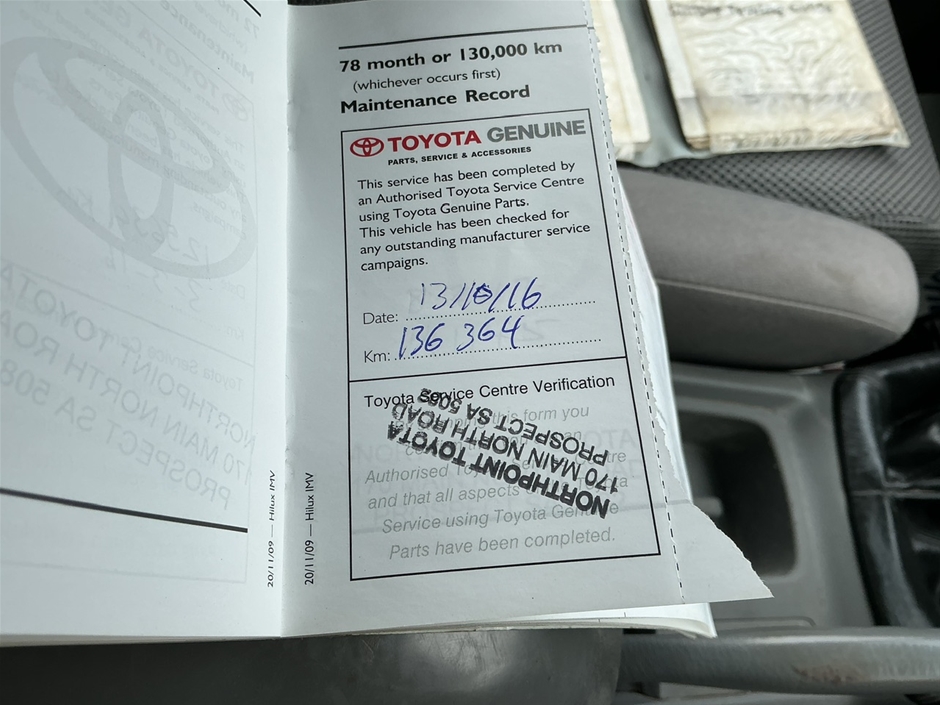 78 month or 130,000 km
(whichever occurs first)
Maintenance Record
TOYOTA GENUINE
PARTS, SERVICE & ACCESSORIES
This service has been completed by
an Authorised Toyota Service Centre
using Toyota Genuine Parts.
This vehicle has been checked for
any outstanding manufacturer service
campaigns.
Date: 13/10/16
Km: 136 364
Toyota Service Centre Verification
this form you
Authorised
and that all aspects
Service using Toyota Genuine
Parts have been completed.
NORTHPOINT TOYOTA
170 MAIN NORTH ROAD
PROSPECT SA 5082
20/11/09 — Hilux IMV
20/11/09 — Hilux IMV